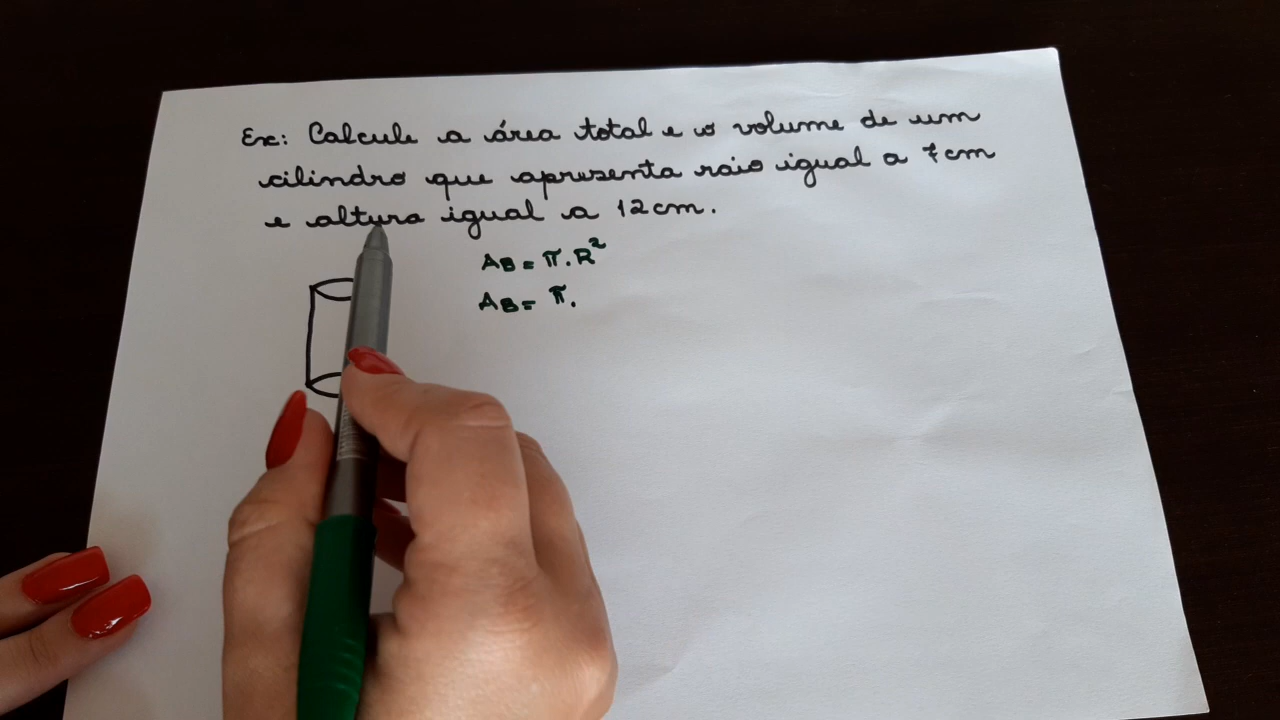 Ex: Calcule a área total e o volume de um
cilindro que apresenta raio igual a 7cm
e altura igual a 12cm.
AB = π.R²
AB = π.